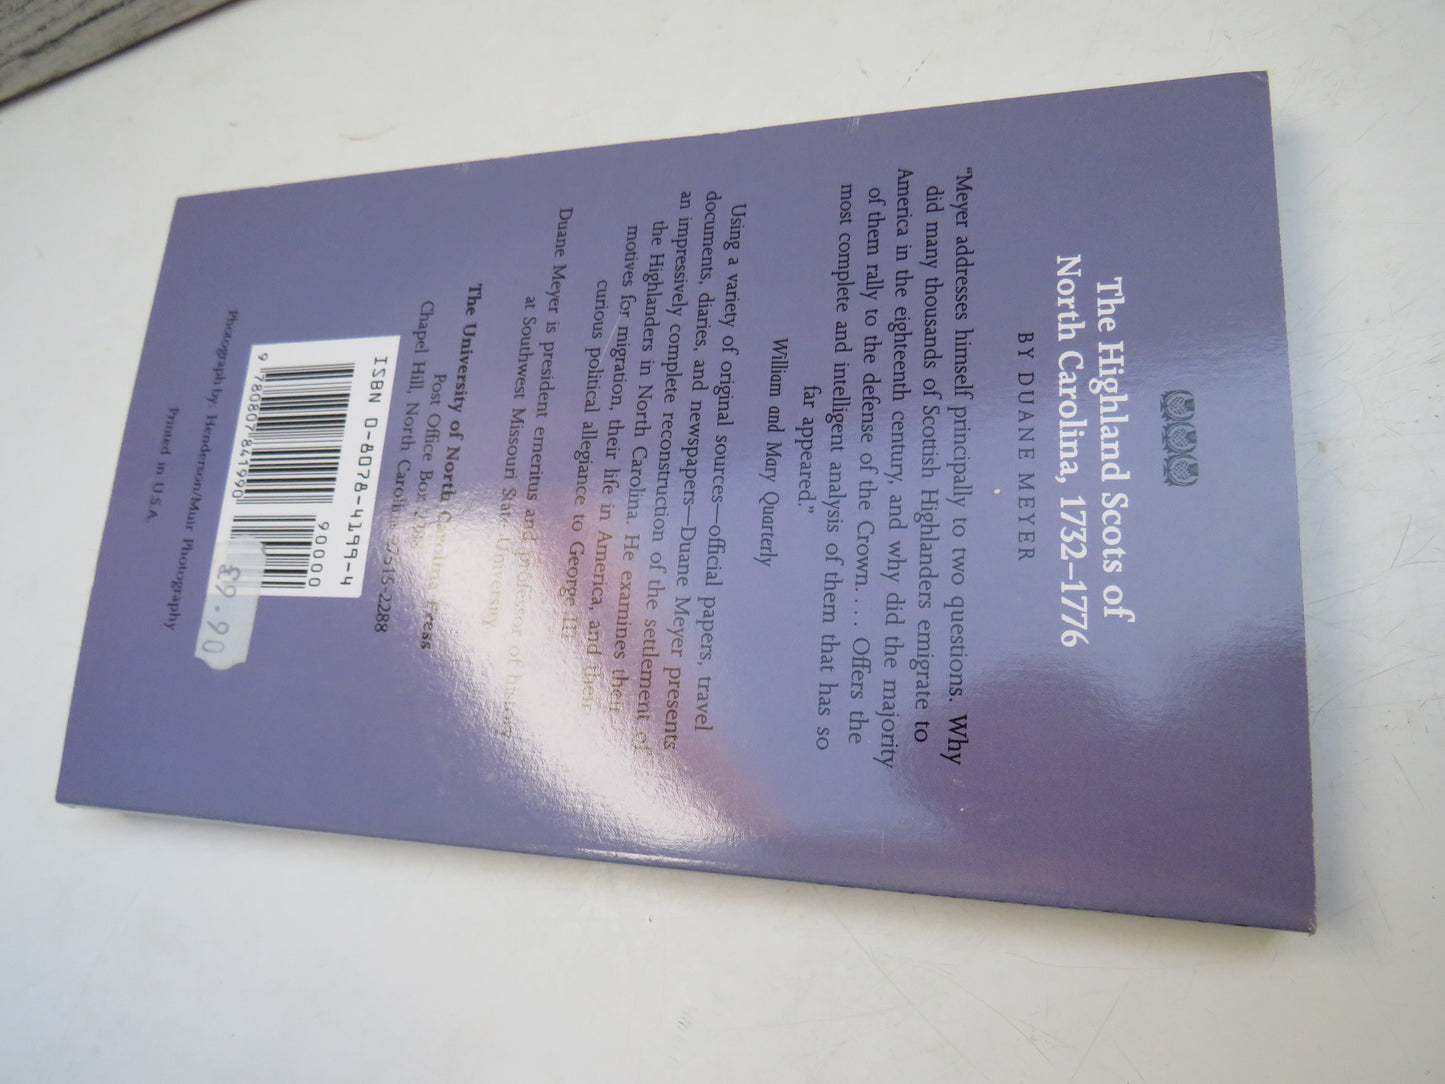 The Highland Scots of
North Carolina, 1732–1776
BY DUANE MEYER
“Meyer addresses himself principally to two questions. Why
did many thousands of Scottish Highlanders emigrate to
America in the eighteenth century, and why did the majority
of them rally to the defense of the Crown. . . . Offers the
most complete and intelligent analysis of them that has so
far appeared.”
William and Mary Quarterly
Using a variety of original sources—official papers, travel
documents, diaries, and newspapers—Duane Meyer presents
an impressively complete reconstruction of the settlement of
the Highlanders in North Carolina. He examines their
motives for migration, their life in America, and their
curious political allegiance to George III.
Duane Meyer is president emeritus and professor of history
at Southwest Missouri State University
The University of North Carolina Press
Post Office Box 2288
Chapel Hill, North Carolina 27515-2288
ISBN 0-8078-4199-4
90000
9 780807 841990
£9.90
Photograph by: Henderson/Muir Photography
Printed in U.S.A.